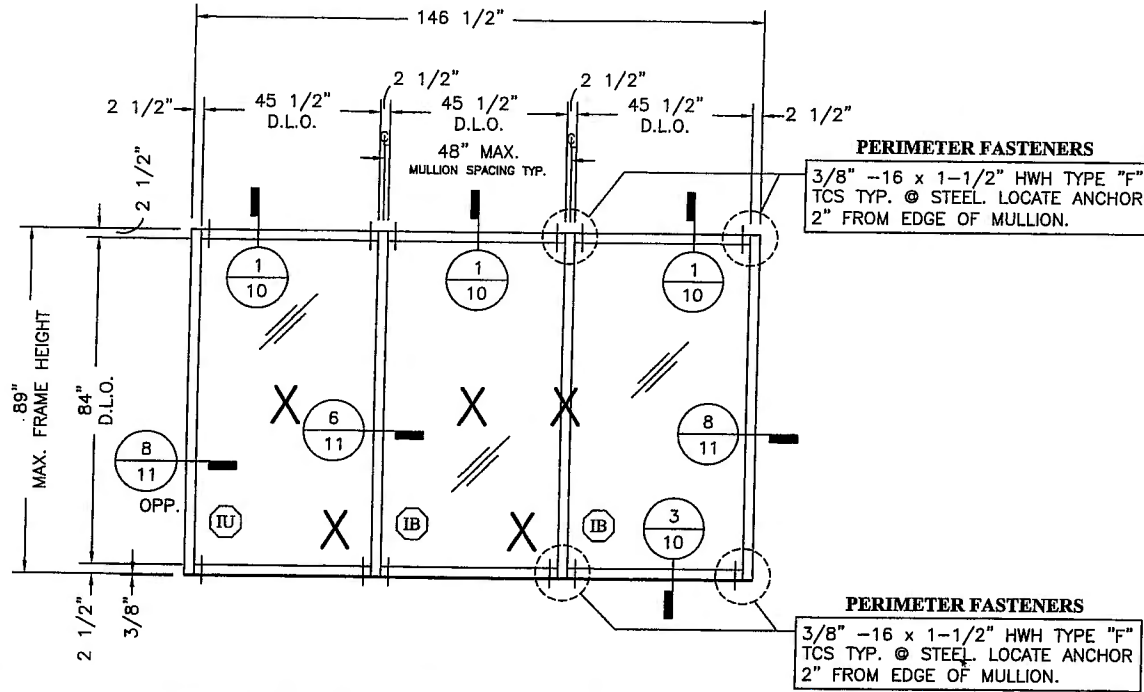 146 1/2"
2 1/2"
2 1/2" 45 1/2" 45 1/2" 45 1/2" 2 1/2"
D.L.O. D.L.O. D.L.O.
48" MAX.
MULLION SPACING TYP.
2 1/2"
PERIMETER FASTENERS
3/8" -16 x 1-1/2" HWH TYPE "F"
TCS TYP. @ STEEL. LOCATE ANCHOR
2" FROM EDGE OF MULLION.
2 1/2"
1
10
1
10
1
10
89"
MAX. FRAME HEIGHT
84"
D.L.O.
X
X
X
6
11
8
11
8
11
OPP.
IU
X
IB
X
IB
3
10
2 1/2"
3/8"
PERIMETER FASTENERS
3/8" -16 x 1-1/2" HWH TYPE "F"
TCS TYP. @ STEEL. LOCATE ANCHOR
2" FROM EDGE OF MULLION.